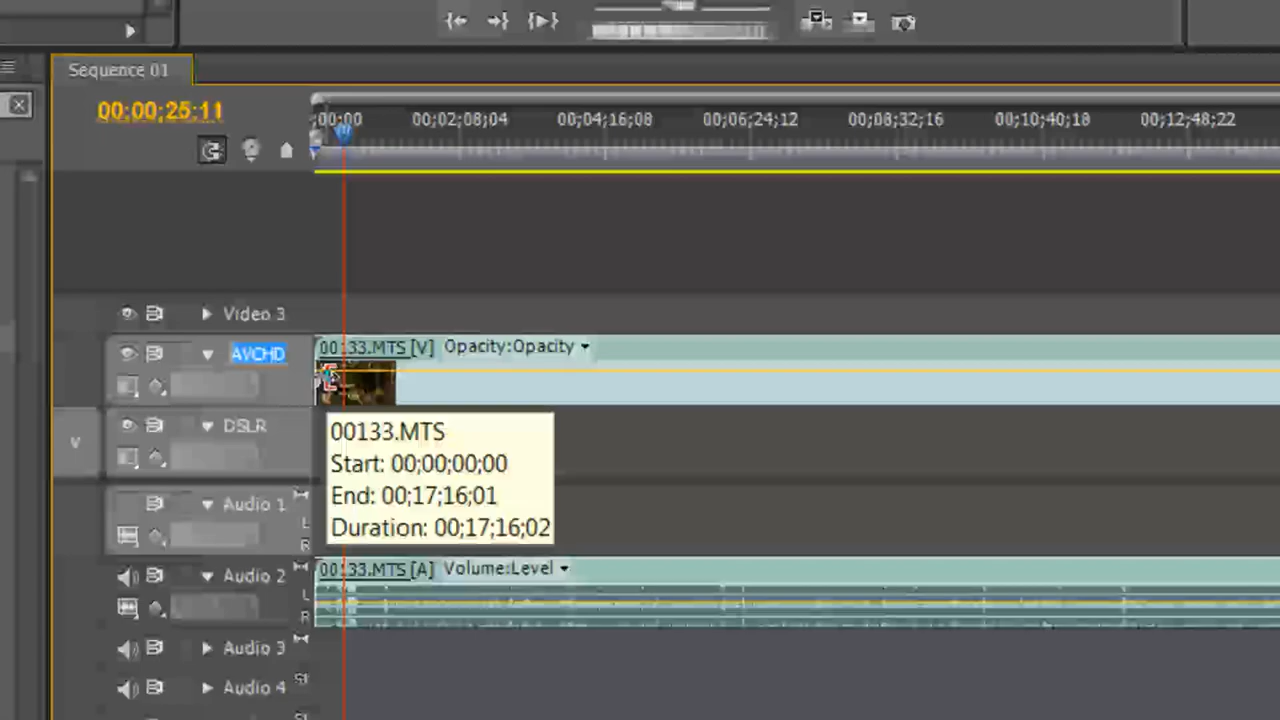 Sequence 01
00;00;25;11
;00;00 00;02;08;04 00;04;16;08 00;06;24;12 00;08;32;16 00;10;40;18 00;12;48;22
Video 3
AVCHD 00133.MTS [V] Opacity:Opacity
V DSLR
00133.MTS
Start: 00;00;00;00
End: 00;17;16;01
Duration: 00;17;16;02
Audio 1
L
R
00133.MTS [A] Volume:Level
Audio 2
L
R
Audio 3
Audio 4